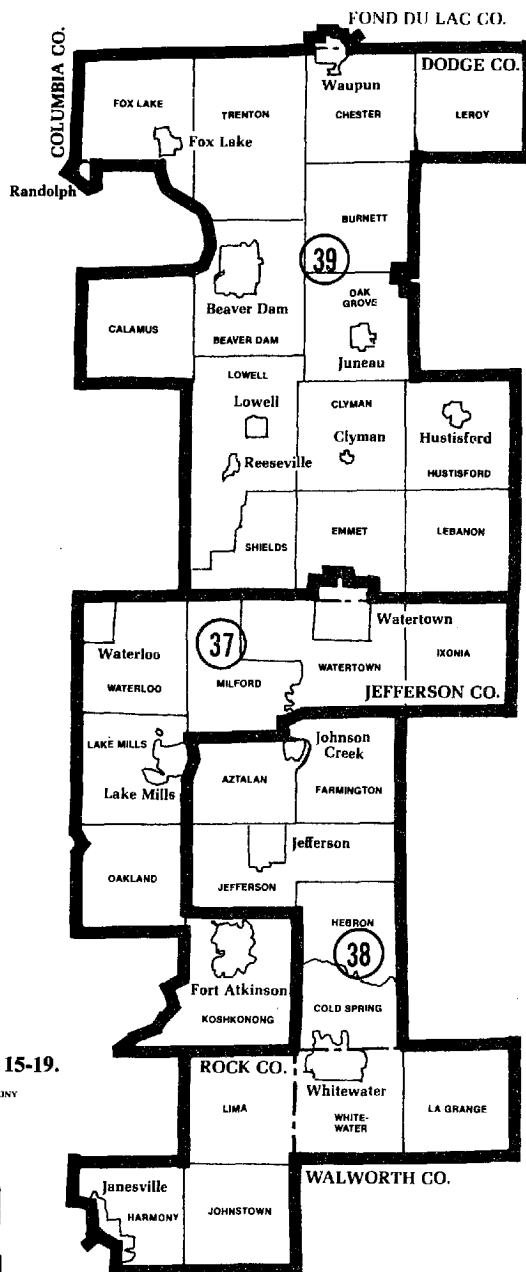 FOND DU LAC CO.
COLUMBIA CO.
DODGE CO.
Waupun
FOX LAKE
TRENTON
CHESTER
LEROY
Fox Lake
Randolph
BURNETT
39
OAK
GROVE
Beaver Dam
CALAMUS
BEAVER DAM
Juneau
LOWELL
CLYMAN
Lowell
Clyman
Hustisford
Reeseville
HUSTISFORD
EMMET
LEBANON
SHIELDS
Watertown
37
Waterloo
WATERTOWN
IXONIA
WATERLOO
MILFORD
JEFFERSON CO.
Johnson
Creek
LAKE MILLS
AZTALAN
FARMINGTON
Lake Mills
Jefferson
OAKLAND
JEFFERSON
HEBRON
38
Fort Atkinson
COLD SPRING
KOSHKONONG
15-19.
ROCK CO.
Whitewater
LIMA
WHITE-
WATER
LA GRANGE
WALWORTH CO.
Janesville
HARMONY
JOHNSTOWN